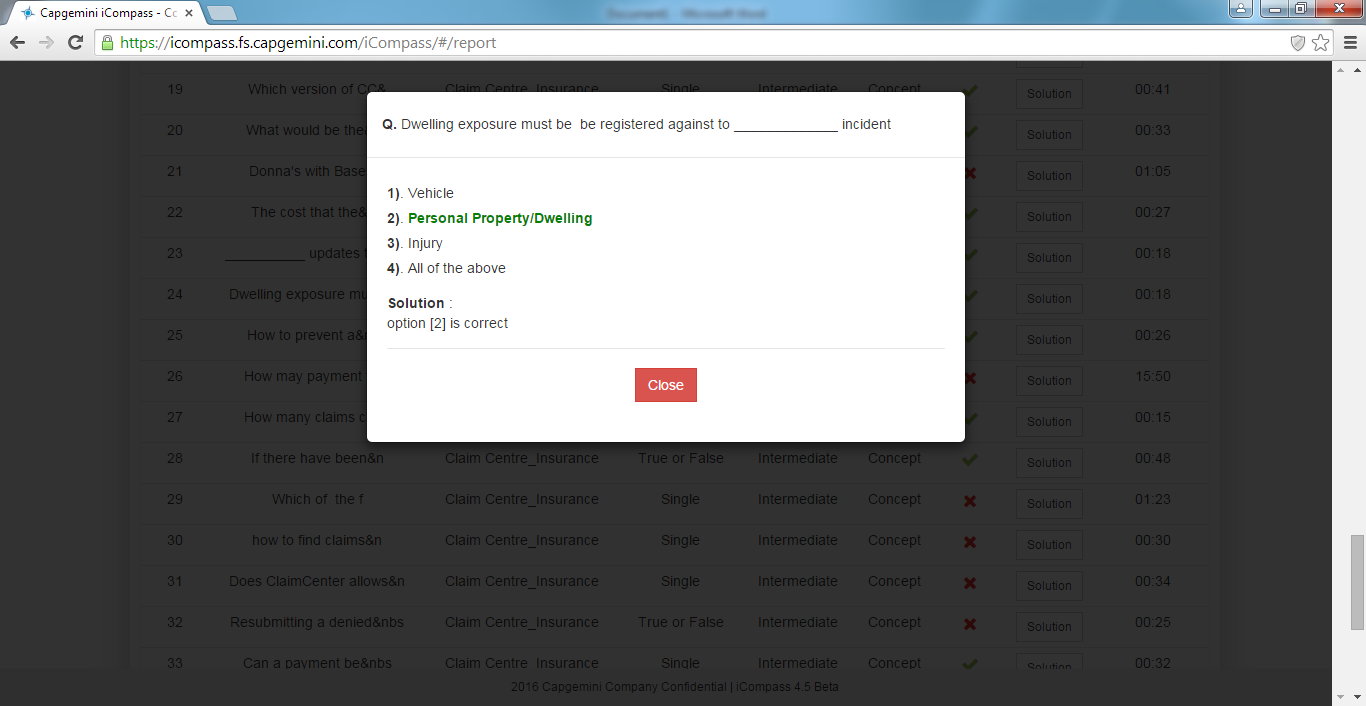 Capgemini iCompass - Co
Document1 - Microsoft Word
https://icompass.fs.capgemini.com/iCompass/#/report
19 Which version of CC& Claim Centre_Insurance Single Intermediate Concept Solution 00:41
20 What would be the Solution 00:33
21 Donna's with Base Solution 01:05
22 The cost that the& Solution 00:27
23 __________ updates Solution 00:18
24 Dwelling exposure mu Solution 00:18
25 How to prevent a& Solution 00:26
26 How may payment Solution 15:50
27 How many claims c Solution 00:15
28 If there have been&n Claim Centre_Insurance True or False Intermediate Concept Solution 00:48
29 Which of  the f Claim Centre_Insurance Single Intermediate Concept Solution 01:23
30 how to find claims&n Claim Centre_Insurance Single Intermediate Concept Solution 00:30
31 Does ClaimCenter allows&n Claim Centre_Insurance Single Intermediate Concept Solution 00:34
32 Resubmitting a denied&nbs Claim Centre_Insurance True or False Intermediate Concept Solution 00:25
33 Can a payment be&nbs Claim Centre_Insurance Single Intermediate Concept Solution 00:32
Q. Dwelling exposure must be  be registered against to _____________ incident
1). Vehicle
2). Personal Property/Dwelling
3). Injury
4). All of the above
Solution :
option [2] is correct
Close
2016 Capgemini Company Confidential | iCompass 4.5 Beta